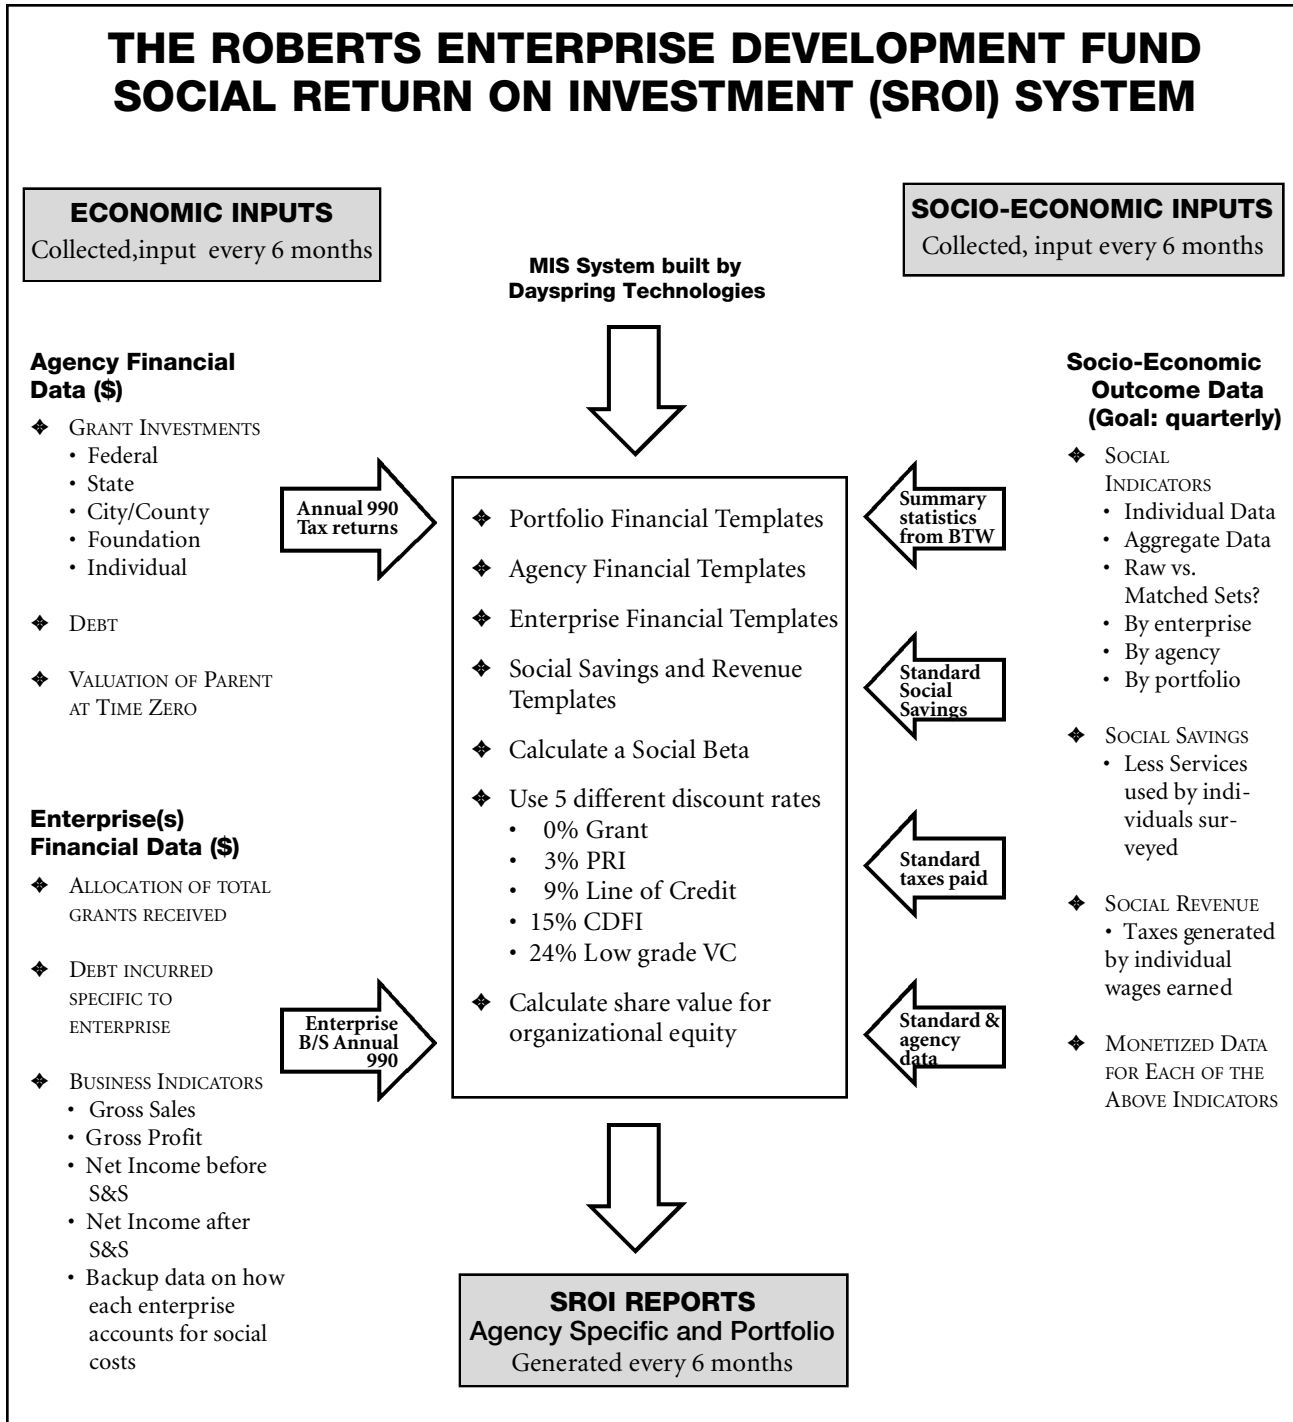 THE ROBERTS ENTERPRISE DEVELOPMENT FUND
SOCIAL RETURN ON INVESTMENT (SROI) SYSTEM
ECONOMIC INPUTS
Collected,input every 6 months
SOCIO-ECONOMIC INPUTS
Collected, input every 6 months
MIS System built by
Dayspring Technologies
Agency Financial
Data ($)
❖ GRANT INVESTMENTS
• Federal
• State
• City/County
• Foundation
• Individual
❖ DEBT
❖ VALUATION OF PARENT
AT TIME ZERO
Enterprise(s)
Financial Data ($)
❖ ALLOCATION OF TOTAL
GRANTS RECEIVED
❖ DEBT INCURRED
SPECIFIC TO
ENTERPRISE
❖ BUSINESS INDICATORS
• Gross Sales
• Gross Profit
• Net Income before
S&S
• Net Income after
S&S
• Backup data on how
each enterprise
accounts for social
costs
Annual 990
Tax returns
Enterprise
B/S Annual
990
❖ Portfolio Financial Templates
❖ Agency Financial Templates
❖ Enterprise Financial Templates
❖ Social Savings and Revenue
Templates
❖ Calculate a Social Beta
❖ Use 5 different discount rates
• 0% Grant
• 3% PRI
• 9% Line of Credit
• 15% CDFI
• 24% Low grade VC
❖ Calculate share value for
organizational equity
Summary
statistics
from BTW
Standard
Social
Savings
Standard
taxes paid
Standard &
agency
data
Socio-Economic
Outcome Data
(Goal: quarterly)
❖ SOCIAL
INDICATORS
• Individual Data
• Aggregate Data
• Raw vs.
Matched Sets?
• By enterprise
• By agency
• By portfolio
❖ SOCIAL SAVINGS
• Less Services
used by indi-
viduals sur-
veyed
❖ SOCIAL REVENUE
• Taxes generated
by individual
wages earned
❖ MONETIZED DATA
FOR EACH OF THE
ABOVE INDICATORS
SROI REPORTS
Agency Specific and Portfolio
Generated every 6 months